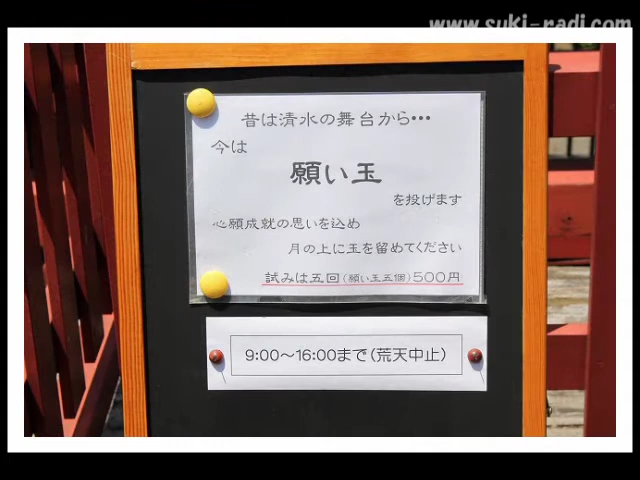 www.suki-radi.com
昔は清水の舞台から•••
今は
願い玉
を投げます
心願成就の思いを込め
月の上に玉を留めてください
試みは五回(願い玉五個)500円
9:00〜16:00まで(荒天中止)